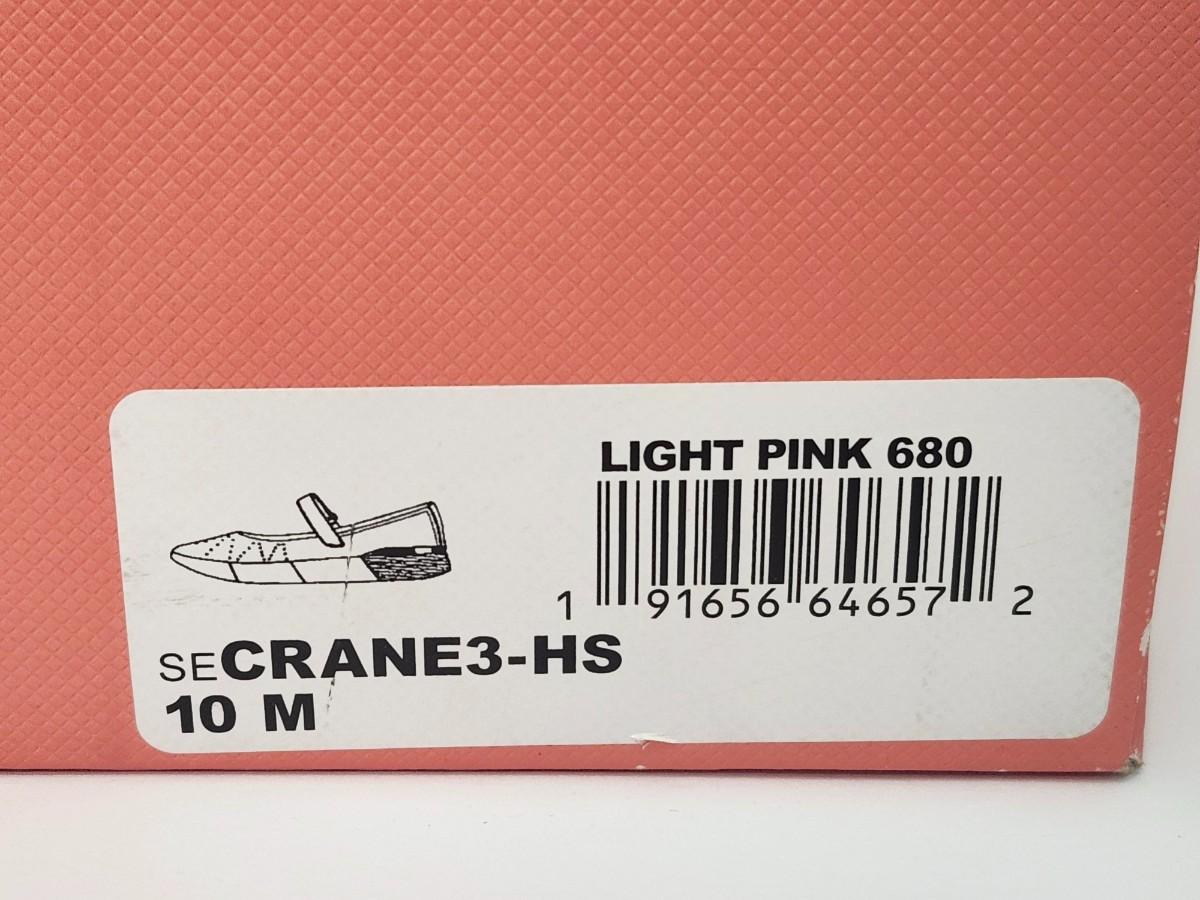 LIGHT PINK 680
1 91656 64657 2
SECRANE3-HS
10 M